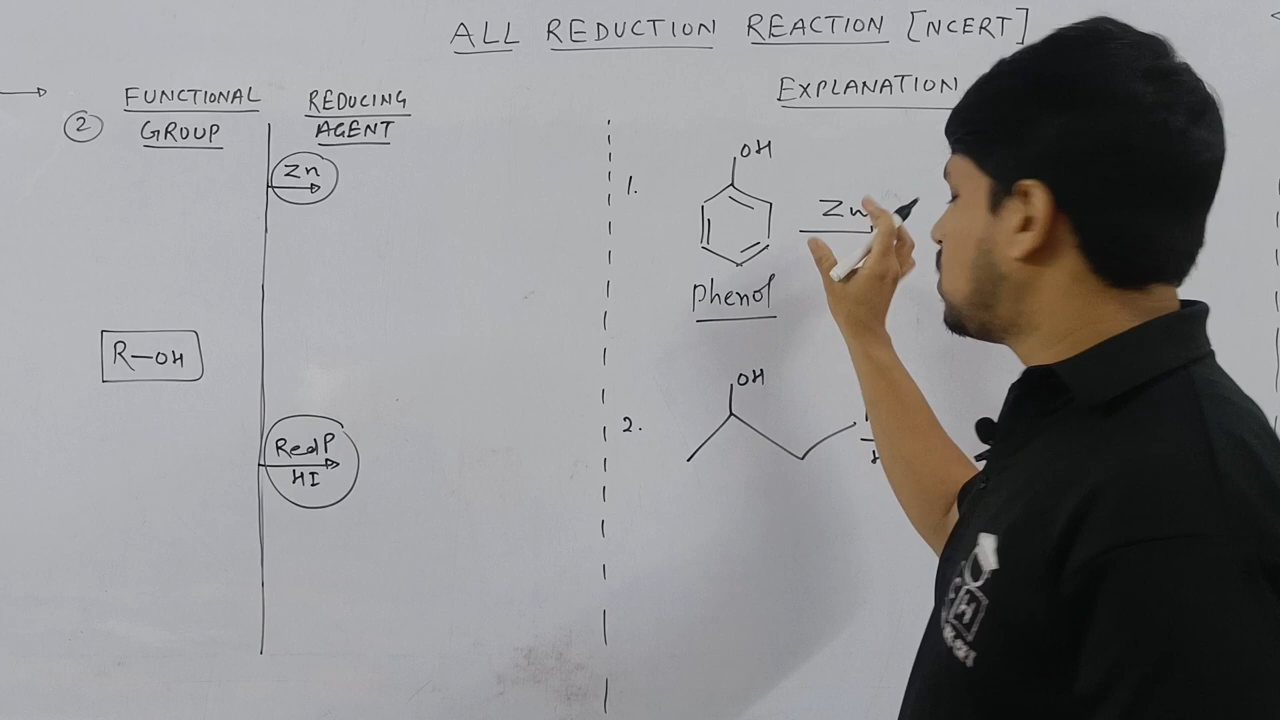 ALL REDUCTION REACTION [NCERT]
② FUNCTIONAL GROUP
REDUCING AGENT
EXPLANATION
Zn
R-OH
Red P
HI
1.
OH
Zn
Phenol
2.
OH